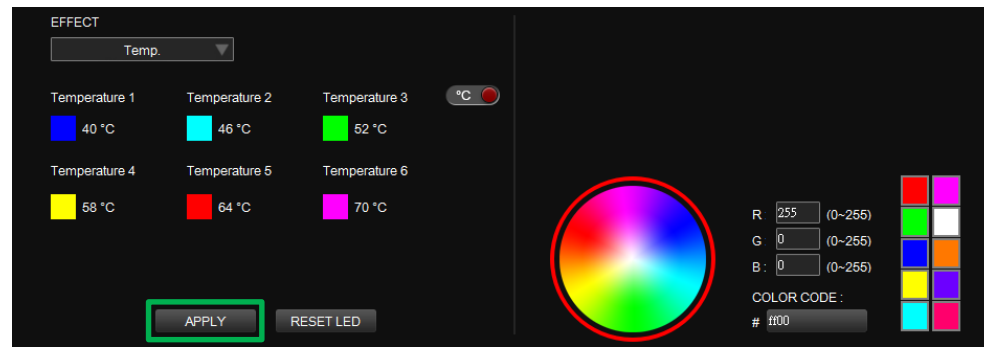 EFFECT
Temp.
Temperature 1 Temperature 2 Temperature 3 °C
40 °C 46 °C 52 °C
Temperature 4 Temperature 5 Temperature 6
58 °C 64 °C 70 °C
APPLY RESET LED
R 255 (0~255)
G 0 (0~255)
B : 0 (0~255)
COLOR CODE :
# ff00